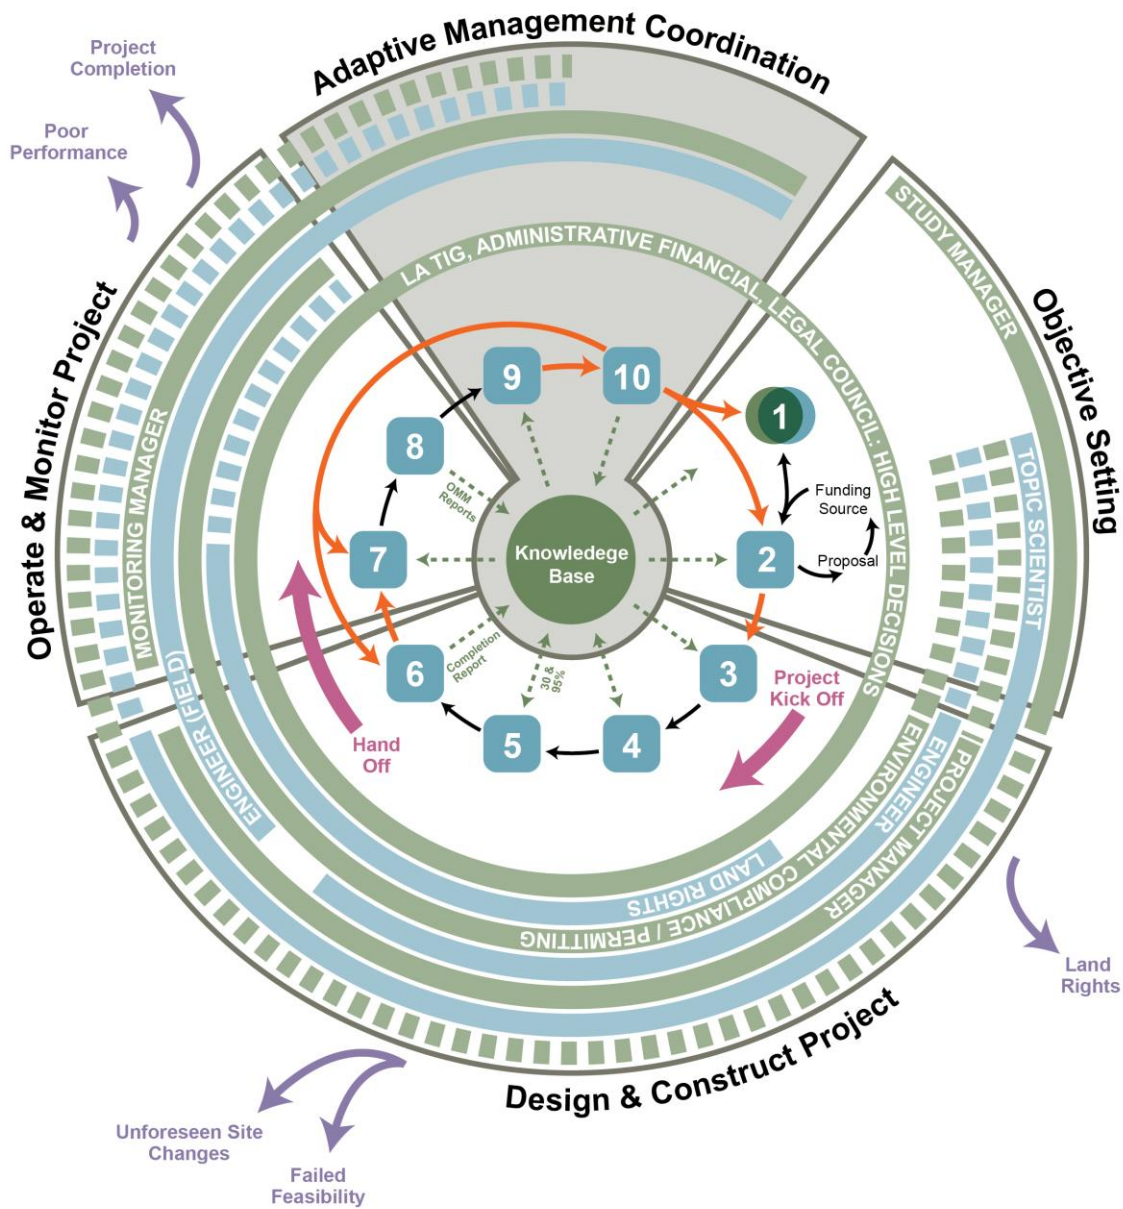 Adaptive Management Coordination
Project
Completion
Poor
Performance
Operate & Monitor Project
MONITORING MANAGER
STUDY MANAGER
Objective Setting
TOPIC SCIENTIST
LA TIG, ADMINISTRATIVE FINANCIAL, LEGAL COUNCIL: HIGH LEVEL DECISIONS
9
10
1
8
OMM
Reports
Funding
Source
7
Knowledege
Base
2
Proposal
6
Completion
Report
30 &
95%
3
Project
Kick Off
5
4
Hand
Off
ENGINEER (FIELD)
LAND RIGHTS
ENVIRONMENTAL COMPLIANCE / PERMITTING
ENGINEER
PROJECT MANAGER
Land
Rights
Design & Construct Project
Unforeseen Site
Changes
Failed
Feasibility